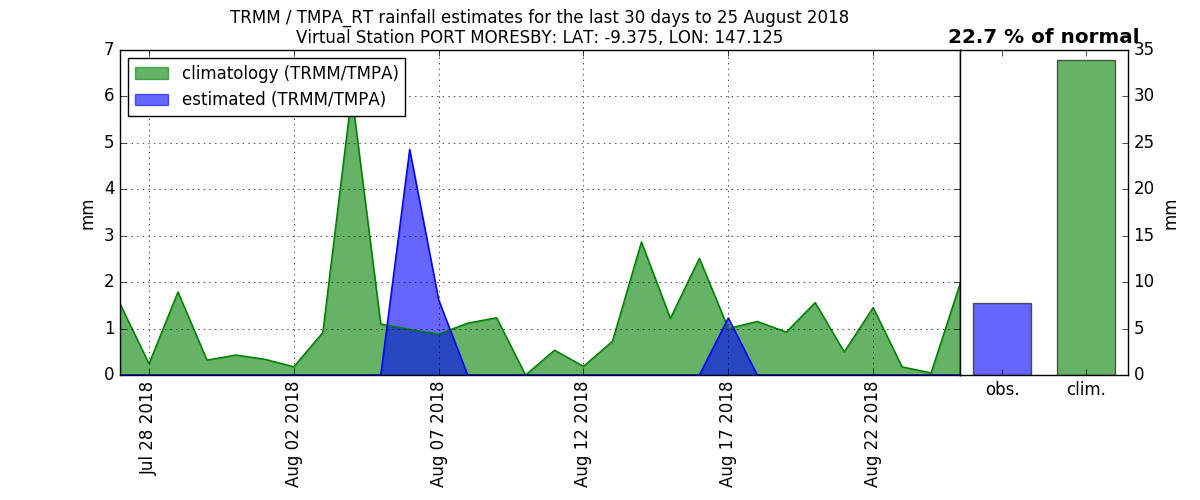 TRMM / TMPA_RT rainfall estimates for the last 30 days to 25 August 2018
Virtual Station PORT MORESBY: LAT: -9.375, LON: 147.125
22.7 % of normal
climatology (TRMM/TMPA)
estimated (TRMM/TMPA)
7
6
5
4
3
2
1
0
mm
Jul 28 2018
Aug 02 2018
Aug 07 2018
Aug 12 2018
Aug 17 2018
Aug 22 2018
35
30
25
20
15
10
5
0
mm
obs.
clim.